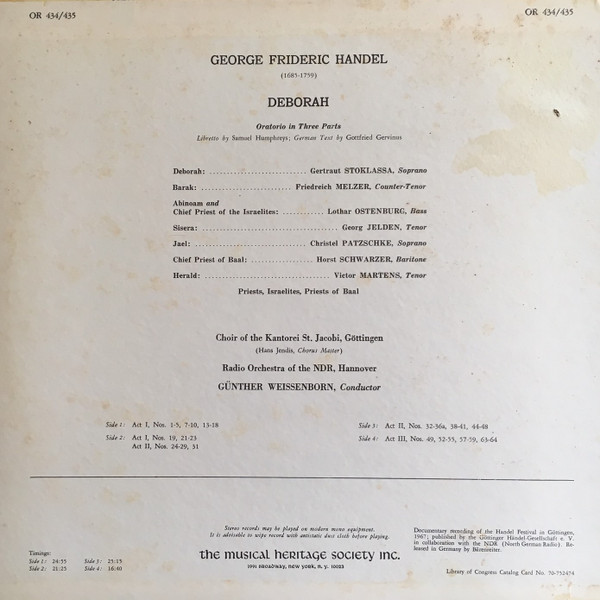 OR 434/435
OR 434/435
GEORGE FRIDERIC HANDEL
(1685-1759)
DEBORAH
Oratorio in Three Parts
Libretto by Samuel Humphreys; German Text by Gottfried Gervinus
Deborah: ............................ Gertraut STOKLASSA, Soprano
Barak: .......................... Friedreich MELZER, Counter-Tenor
Abinoam and
Chief Priest of the Israelites: ............ Lothar OSTENBURG, Bass
Sisera: ....................................... Georg JELDEN, Tenor
Jael: .................................. Christel PATZSCHKE, Soprano
Chief Priest of Baal: .................. Horst SCHWARZER, Baritone
Herald: .................................... Victor MARTENS, Tenor
Priests, Israelites, Priests of Baal
Choir of the Kantorei St. Jacobi, Göttingen
(Hans Jendis, Chorus Master)
Radio Orchestra of the NDR, Hannover
GÜNTHER WEISSENBORN, Conductor
Side 1: Act I, Nos. 1-5, 7-10, 13-18
Side 2: Act I, Nos. 19, 21-23
Act II, Nos. 24-29, 31
Side 3: Act II, Nos. 32-36a, 38-41, 44-48
Side 4: Act III, Nos. 49, 52-55, 57-59, 63-64
Timings:
Side 1: 24:55 Side 3: 25:15
Side 2: 21:25 Side 4: 16:40
Stereo records may be played on modern mono equipment.
It is advisable to wipe record with antistatic dust cloth before playing.
the musical heritage society inc.
1991 BROADWAY, NEW YORK, N. Y. 10023
Documentary recording of the Handel Festival in Göttingen,
1967; published by the Göttinger Händel-Gesellschaft e. V.
in collaboration with the NDR (North German Radio). Re-
leased in Germany by Bärenreiter.
Library of Congress Catalog Card No. 70-752474